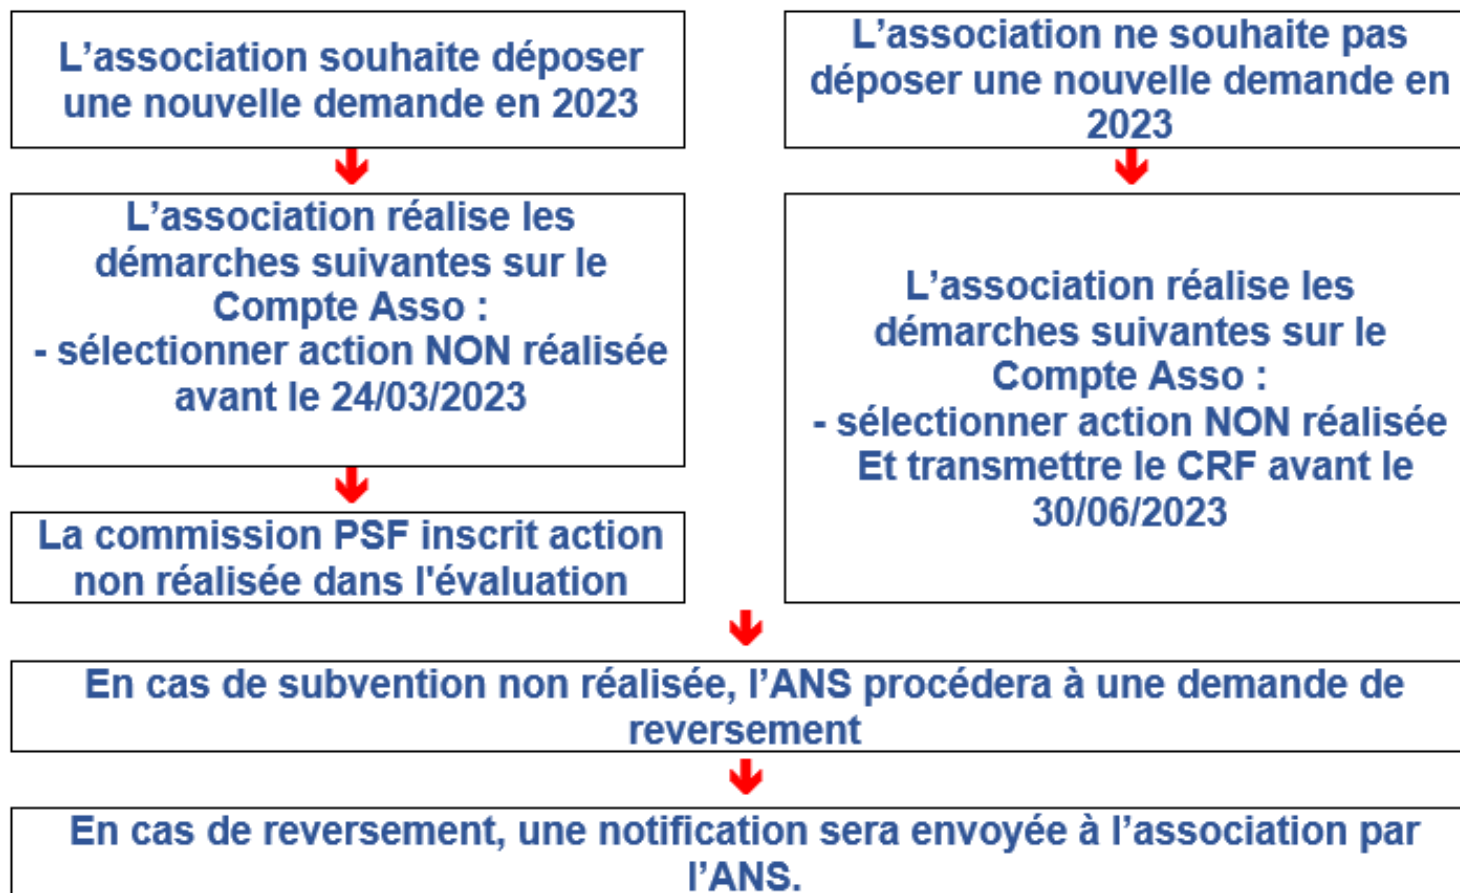 L'association souhaite déposer
une nouvelle demande en 2023
L'association réalise les
démarches suivantes sur le
Compte Asso :
- sélectionner action NON réalisée
avant le 24/03/2023
La commission PSF inscrit action
non réalisée dans l'évaluation
L'association ne souhaite pas
déposer une nouvelle demande en
2023
L'association réalise les
démarches suivantes sur le
Compte Asso :
- sélectionner action NON réalisée
Et transmettre le CRF avant le
30/06/2023
En cas de subvention non réalisée, l'ANS procédera à une demande de
reversement
En cas de reversement, une notification sera envoyée à l'association par
l'ANS.